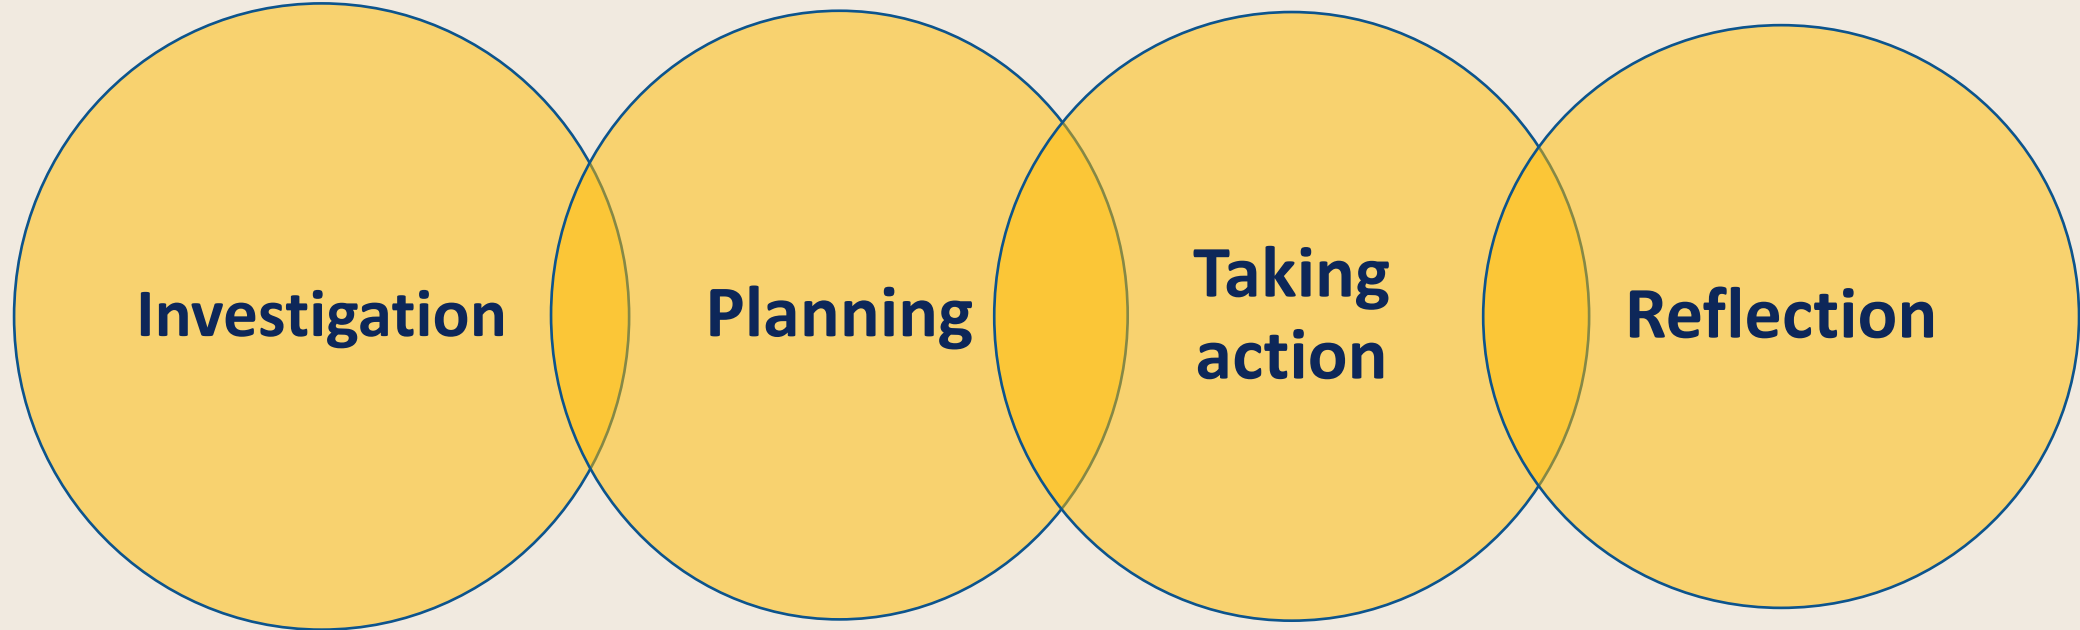 Investigation
Planning
Taking
action
Reflection